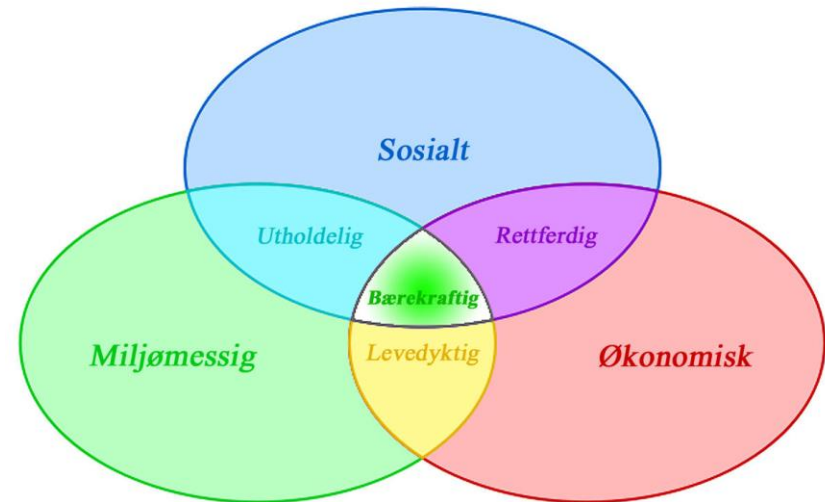 Sosialt
Utholdelig
Rettferdig
Bærekraftig
Miljømessig
Levedyktig
Økonomisk